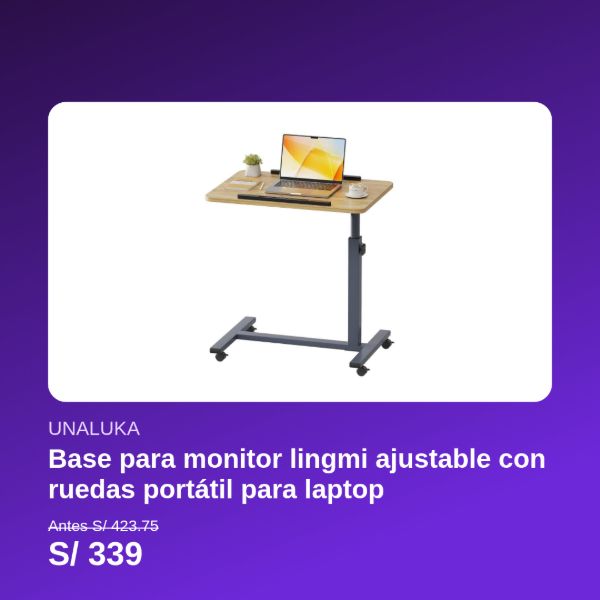 UNALUKA
Base para monitor lingmi ajustable con
ruedas portátil para laptop
Antes S/ 423.75
S/ 339